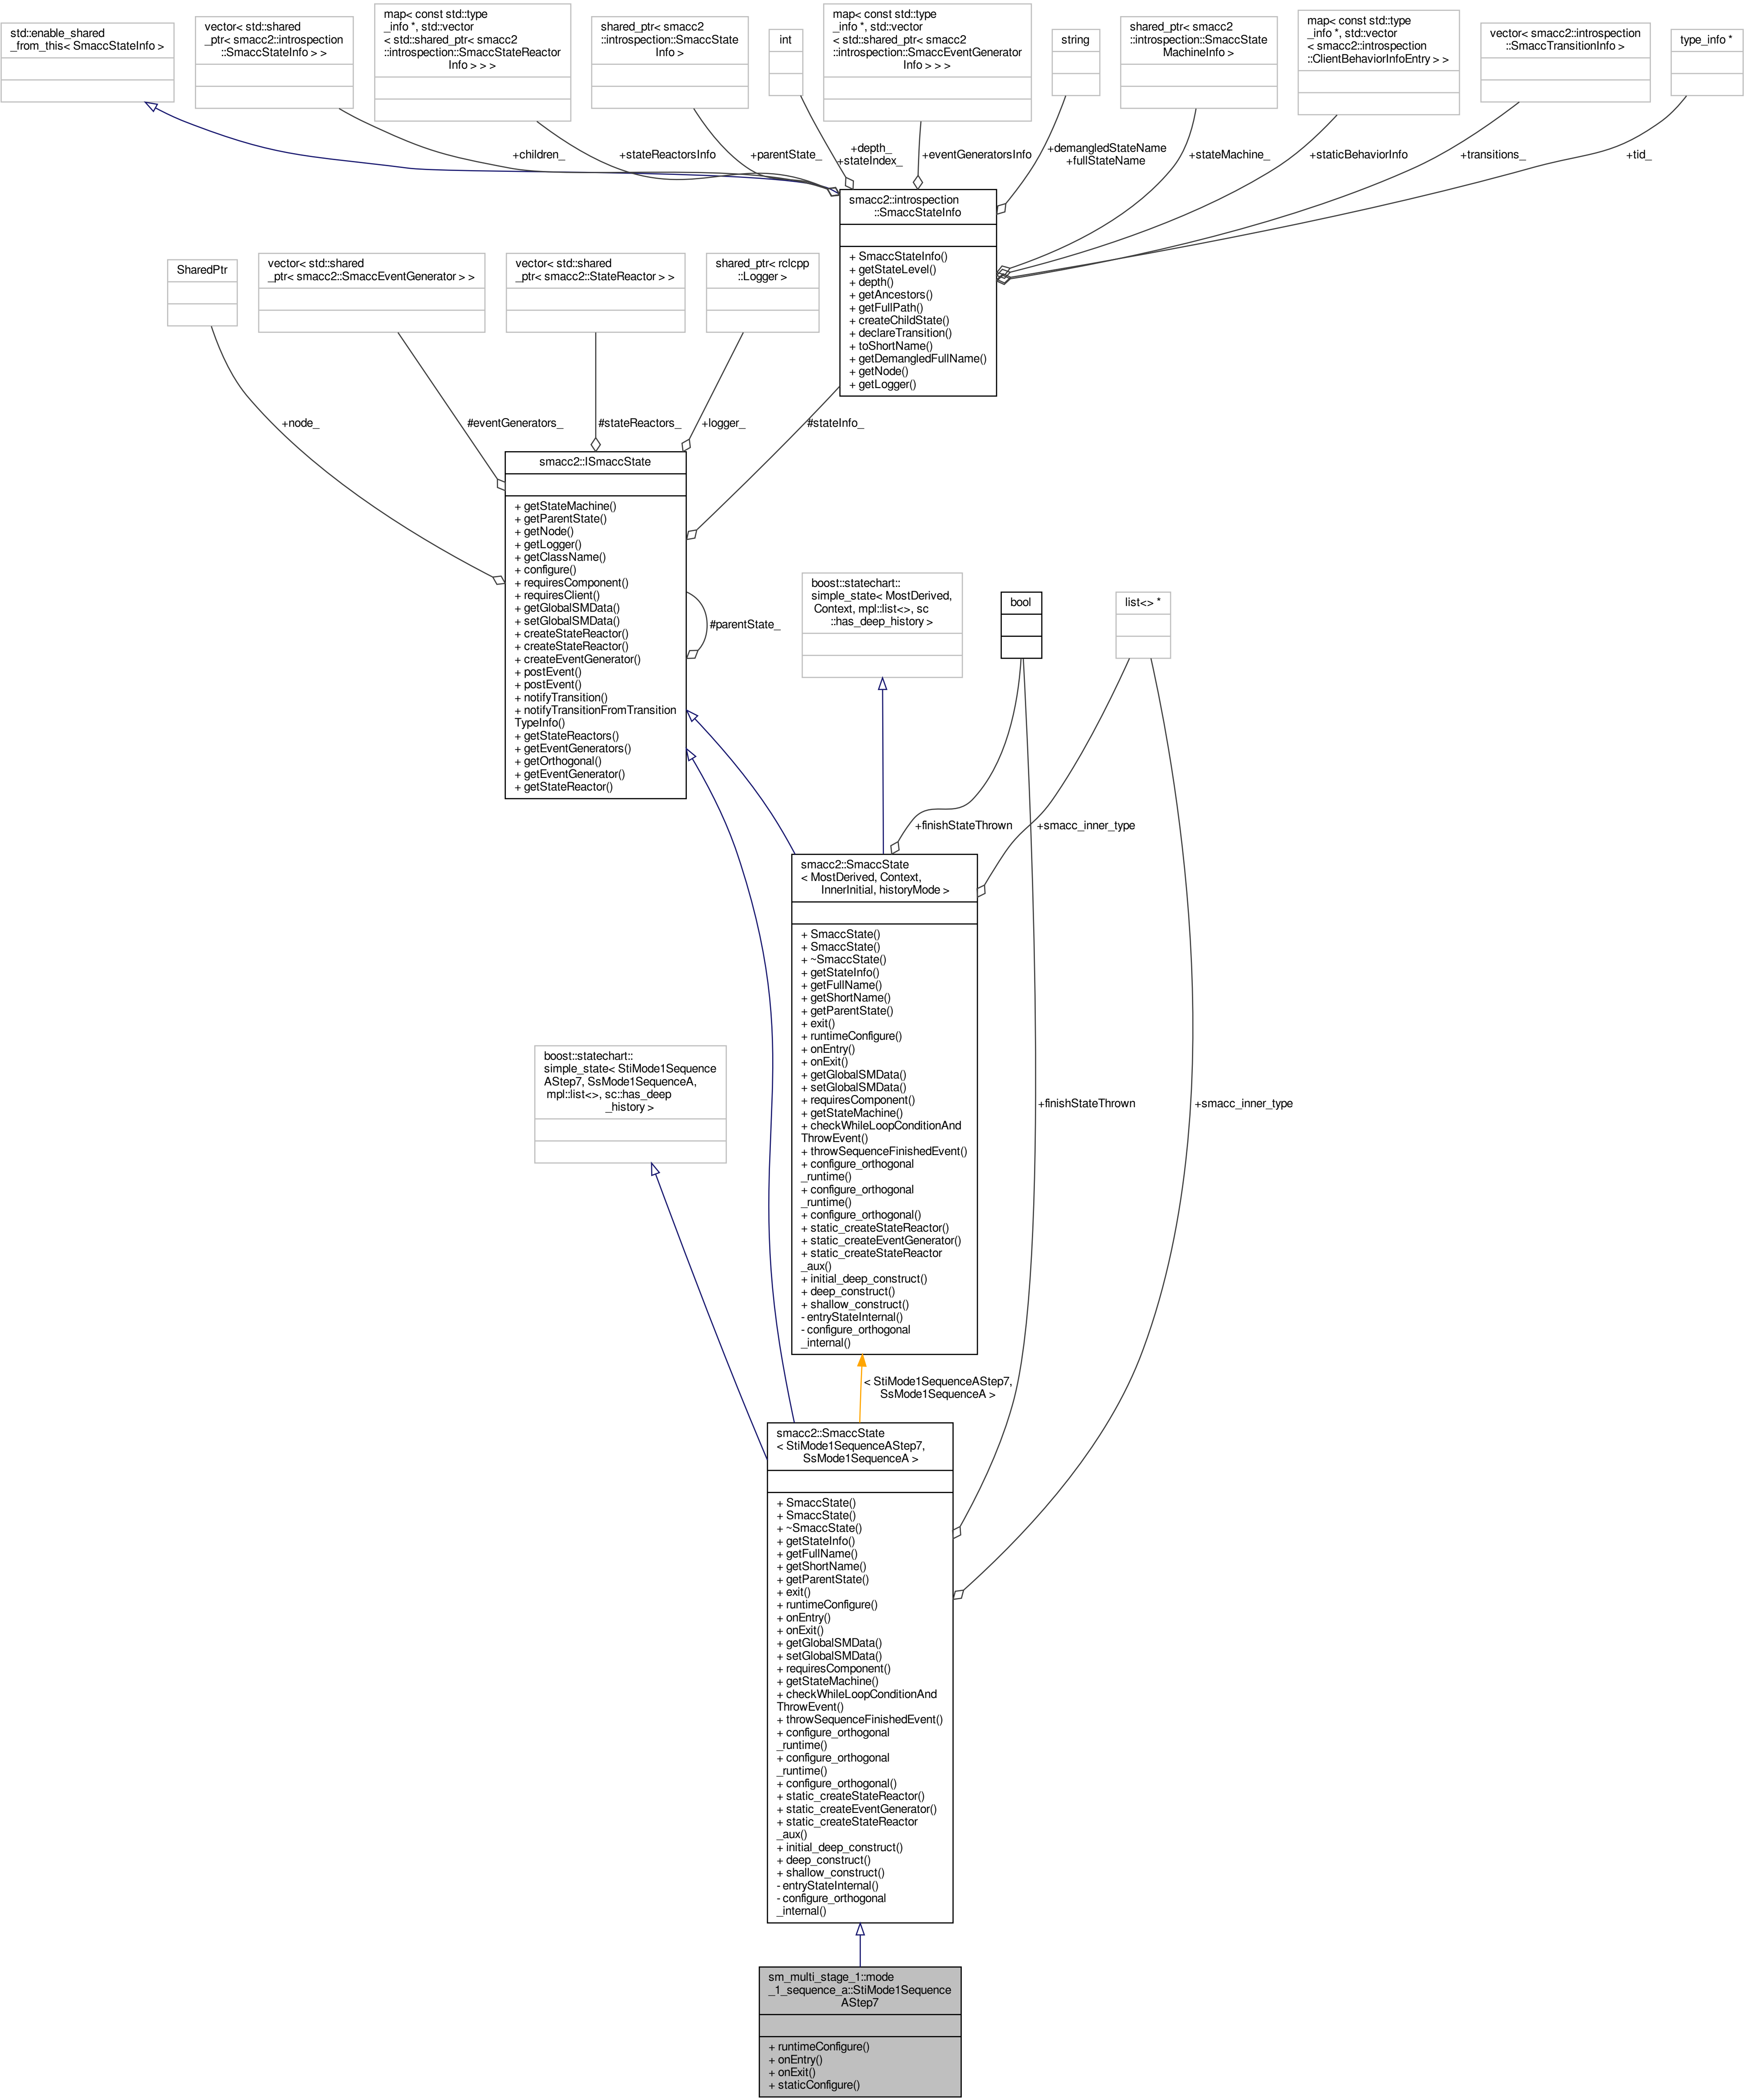 std::enable_shared
_from_this< SmaccStateInfo >
vector< std::shared
_ptr< smacc2::introspection
::SmaccStateInfo > >
map< const std::type
_info *, std::vector
< std::shared_ptr< smacc2
::introspection::SmaccStateReactor
Info > > >
shared_ptr< smacc2
::introspection::SmaccState
Info >
int
map< const std::type
_info *, std::vector
< std::shared_ptr< smacc2
::introspection::SmaccEventGenerator
Info > > >
string
shared_ptr< smacc2
::introspection::SmaccState
MachineInfo >
map< const std::type
_info *, std::vector
< smacc2::introspection
::ClientBehaviorInfoEntry > >
vector< smacc2::introspection
::SmaccTransitionInfo >
type_info *
+children_
+stateReactorsInfo
+parentState_
+depth_
+stateIndex_
+eventGeneratorsInfo
+demangledStateName
+fullStateName
+stateMachine_
+staticBehaviorInfo
+transitions_
+tid_
smacc2::introspection
::SmaccStateInfo
+ SmaccStateInfo()
+ getStateLevel()
+ depth()
+ getAncestors()
+ getFullPath()
+ createChildState()
+ declareTransition()
+ toShortName()
+ getDemangledFullName()
+ getNode()
+ getLogger()
SharedPtr
vector< std::shared
_ptr< smacc2::SmaccEventGenerator > >
vector< std::shared
_ptr< smacc2::StateReactor > >
shared_ptr< rclcpp
::Logger >
+node_
#eventGenerators_
#stateReactors_
+logger_
#stateInfo_
smacc2::ISmaccState
+ getStateMachine()
+ getParentState()
+ getNode()
+ getLogger()
+ getClassName()
+ configure()
+ requiresComponent()
+ requiresClient()
+ getGlobalSMData()
+ setGlobalSMData()
+ createStateReactor()
+ createStateReactor()
+ createEventGenerator()
+ postEvent()
+ postEvent()
+ notifyTransition()
+ notifyTransitionFromTransition
TypeInfo()
+ getStateReactors()
+ getEventGenerators()
+ getOrthogonal()
+ getEventGenerator()
+ getStateReactor()
#parentState_
boost::statechart::
simple_state< MostDerived,
Context, mpl::list<>, sc
::has_deep_history >
bool
list<> *
+finishStateThrown
+smacc_inner_type
smacc2::SmaccState
< MostDerived, Context,
InnerInitial, historyMode >
+ SmaccState()
+ SmaccState()
+ ~SmaccState()
+ getStateInfo()
+ getFullName()
+ getShortName()
+ getParentState()
+ exit()
+ runtimeConfigure()
+ onEntry()
+ onExit()
+ getGlobalSMData()
+ setGlobalSMData()
+ requiresComponent()
+ getStateMachine()
+ checkWhileLoopConditionAnd
ThrowEvent()
+ throwSequenceFinishedEvent()
+ configure_orthogonal
_runtime()
+ configure_orthogonal
_runtime()
+ configure_orthogonal()
+ static_createStateReactor()
+ static_createEventGenerator()
+ static_createStateReactor
_aux()
+ initial_deep_construct()
+ deep_construct()
+ shallow_construct()
- entryStateInternal()
- configure_orthogonal
_internal()
boost::statechart::
simple_state< StiMode1Sequence
AStep7, SsMode1SequenceA,
mpl::list<>, sc::has_deep
_history >
+finishStateThrown
+smacc_inner_type
< StiMode1SequenceAStep7,
SsMode1SequenceA >
smacc2::SmaccState
< StiMode1SequenceAStep7,
SsMode1SequenceA >
+ SmaccState()
+ SmaccState()
+ ~SmaccState()
+ getStateInfo()
+ getFullName()
+ getShortName()
+ getParentState()
+ exit()
+ runtimeConfigure()
+ onEntry()
+ onExit()
+ getGlobalSMData()
+ setGlobalSMData()
+ requiresComponent()
+ getStateMachine()
+ checkWhileLoopConditionAnd
ThrowEvent()
+ throwSequenceFinishedEvent()
+ configure_orthogonal
_runtime()
+ configure_orthogonal
_runtime()
+ configure_orthogonal()
+ static_createStateReactor()
+ static_createEventGenerator()
+ static_createStateReactor
_aux()
+ initial_deep_construct()
+ deep_construct()
+ shallow_construct()
- entryStateInternal()
- configure_orthogonal
_internal()
sm_multi_stage_1::mode
_1_sequence_a::StiMode1Sequence
AStep7
+ runtimeConfigure()
+ onEntry()
+ onExit()
+ staticConfigure()